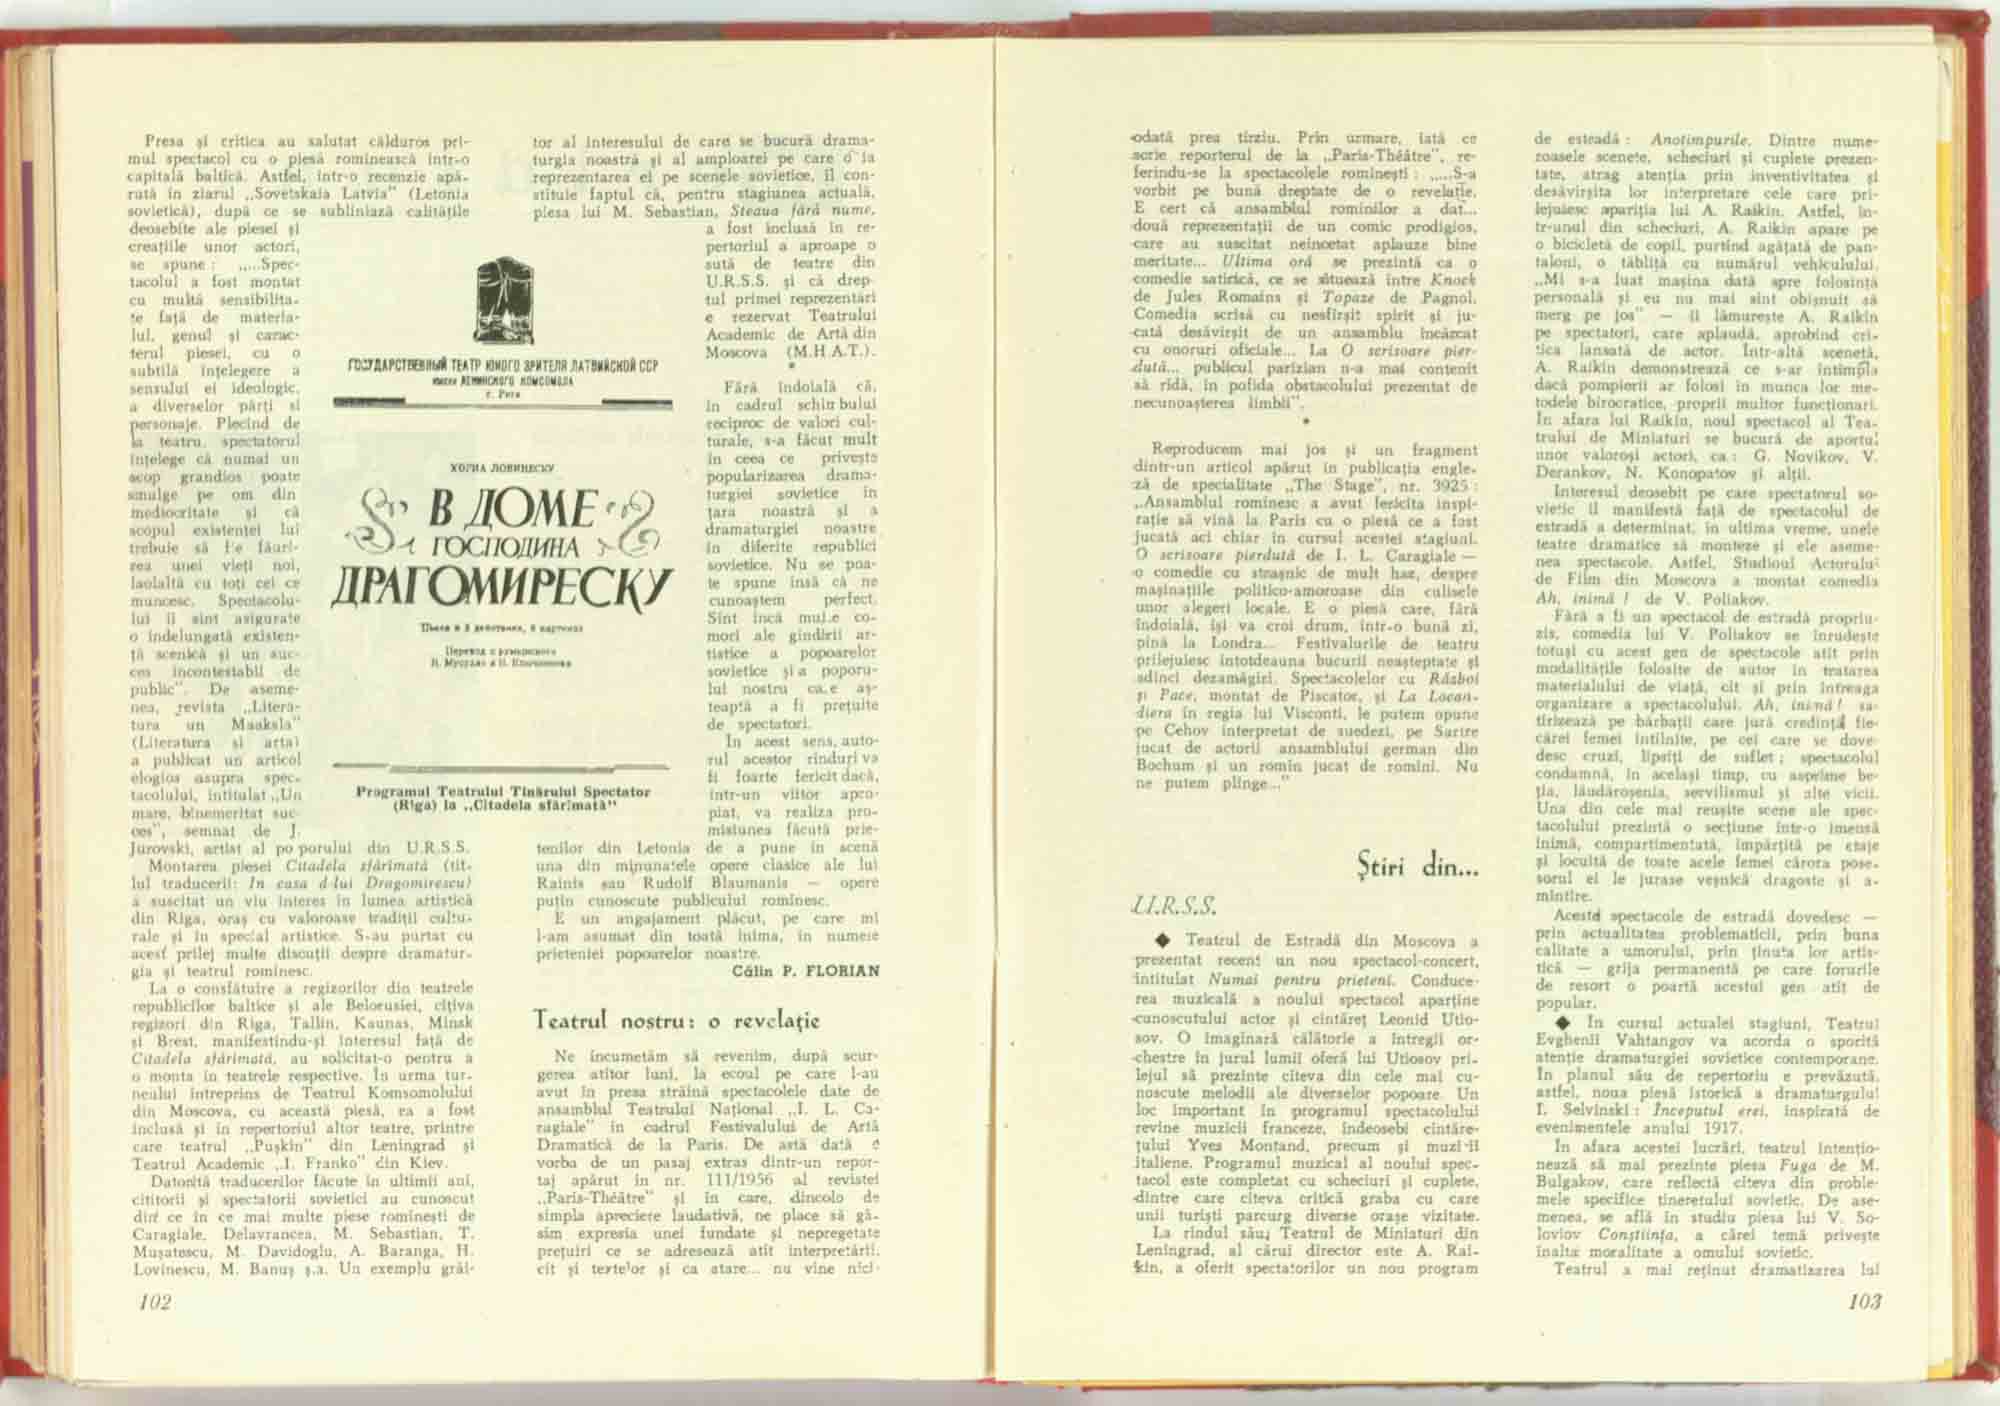 Presa și critica au salutat călduros pri-
mul spectacol cu o piesă romînească într-o
capitală baltică. Astfel, într-o recenzie apă-
rută în ziarul „Sovetskaia Latvia" (Letonia
sovietică), după ce se subliniază calitățile
deosebite ale piesei și
creațiile unor actori,
se spune : „...Spec-
tacolul a fost montat
cu multă sensibilita-
te față de materia-
lul, genul și carac-
terul piesei, cu o
subtilă înțelegere a
sensului ei ideologic,
a diverselor părți și
personaje. Plecînd de
la teatru, spectatorul
înțelege că numai un
scop grandios poate
smulge pe om din
mediocritate și că
scopul existenței lui
trebuie să fie făuri-
rea unei vieți noi,
laolaltă cu toți cei ce
muncesc. Spectacolu-
lui îi sînt asigurate
o îndelungată existen-
ță scenică și un suc-
ces incontestabil de
public". De aseme-
nea, revista „Litera-
tura un Maaksla"
(Literatura și arta)
a publicat un articol
elogios asupra spec-
tacolului, intitulat „Un
mare, binemeritat suc-
ces", semnat de J.
Jurovski, artist al poporului din U.R.S.S.
Montarea piesei Citadela sfărîmată (tit-
lul traducerii: In casa d-lui Dragomirescu)
a suscitat un viu interes în lumea artistică
din Riga, oraș cu valoroase tradiții cultu-
rale și în special artistice. S-au purtat cu
acest prilej multe discuții despre dramatur-
gia și teatrul romînesc.
La o consfătuire a regizorilor din teatrele
republicilor baltice și ale Belorusiei, cîțiva
regizori din Riga, Tallin, Kaunas, Minsk
și Brest, manifestîndu-și interesul față de
Citadela sfărîmată, au solicitat-o pentru a
o monta în teatrele respective. In urma tur-
neului întreprins de Teatrul Komsomolului
din Moscova, cu această piesă, ea a fost
inclusă și în repertoriul altor teatre, printre
care teatrul „Pușkin" din Leningrad și
Teatrul Academic „I. Franko" din Kiev.
Datorită traducerilor făcute în ultimii ani,
cititorii și spectatorii sovietici au cunoscut
din ce în ce mai multe piese romînești de
Caragiale, Delavrancea, M. Sebastian, T.
Mușatescu, M. Davidoglu, A. Baranga, H.
Lovinescu, M. Banuș ș.a. Un exemplu grăi-
102
ГОСУДАРСТВЕННЫЙ ТЕАТР ЮНОГО ЗРИТЕЛЯ ЛАТВИЙСКОЙ ССР
имени ЛЕНИНСКОГО КОМСОМОЛА
г. Рига
ХОРИА ЛОВИНЕСКУ
В ДОМЕ
ГОСПОДИНА
ДРАГОМИРЕСКУ
Пьеса в 3 действиях, 6 картинах
Перевод с румынского
Programul Teatrului Tînărului Spectator
(Riga) la „Citadela sfărîmată"
tor al interesului de care se bucură drama-
turgia noastră și al amploarei pe care o ia
reprezentarea ei pe scenele sovietice, îl con-
stituie faptul că, pentru stagiunea actuală,
piesa lui M. Sebastian, Steaua fără nume,
a fost inclusă în re-
pertoriul a aproape o
sută de teatre din
U.R.S.S. și că drep-
tul primei reprezentări
e rezervat Teatrului
Academic de Artă din
Moscova (M.H.A.T.).
*
Fără îndoială că,
în cadrul schimbului
reciproc de valori cul-
turale, s-a făcut mult
în ceea ce privește
popularizarea drama-
turgiei sovietice în
țara noastră și a
dramaturgiei noastre
în diferite republici
sovietice. Nu se poa-
te spune însă că ne
cunoaștem perfect.
Sînt încă multe co-
mori ale gîndirii ar-
tistice a popoarelor
sovietice și a poporu-
lui nostru care aș-
teaptă a fi prețuite
de spectatori.
In acest sens, auto-
rul acestor rînduri va
fi foarte fericit dacă,
într-un viitor apro-
piat, va realiza pro-
misiunea făcută prie-
tenilor din Letonia de a pune în scenă
una din minunatele opere clasice ale lui
Rainis sau Rudolf Blaumanis — opere
puțin cunoscute publicului romînesc.
E un angajament plăcut, pe care mi
l-am asumat din toată inima, în numele
prieteniei popoarelor noastre.
Călin P. FLORIAN
Teatrul nostru: o revelație
Ne încumetăm să revenim, după scur-
gerea atîtor luni, la ecoul pe care l-au
avut în presa străină spectacolele date de
ansamblul Teatrului Național „I. L. Ca-
ragiale" în cadrul Festivalului de Artă
Dramatică de la Paris. De astă dată e
vorba de un pasaj extras dintr-un repor-
taj apărut în nr. 111/1956 al revistei
„Paris-Théâtre" și în care, dincolo de
simpla apreciere laudativă, ne place să gă-
sim expresia unei fundate și nepregetate
prețuiri ce se adresează atît interpretării,
cît și textelor și ca atare... nu vine nici-
odată prea tîrziu. Prin urmare, iată ce
scrie reporterul de la „Paris-Théâtre", re-
ferindu-se la spectacolele romînești : „...S-a
vorbit pe bună dreptate de o revelație.
E cert că ansamblul romînilor a dat...
două reprezentații de un comic prodigios,
care au suscitat neîncetat aplauze bine
meritate... Ultima oră se prezintă ca o
comedie satirică, ce se situează între Knock
de Jules Romains și Topaze de Pagnol.
Comedia scrisă cu nesfîrșit spirit și ju-
cată desăvîrșit de un ansamblu încărcat
cu onoruri oficiale... La O scrisoare pier-
dută... publicul parizian n-a mai contenit
să rîdă, în pofida obstacolului prezentat de
necunoașterea limbii".
*
Reproducem mai jos și un fragment
dintr-un articol apărut în publicația engle-
ză de specialitate „The Stage", nr. 3925 :
„Ansamblul romînesc a avut fericita inspi-
rație să vină la Paris cu o piesă ce a fost
jucată aci chiar în cursul acestei stagiuni.
O scrisoare pierdută de I. L. Caragiale —
o comedie cu strașnic de mult haz, despre
mașinațiile politico-amoroase din culisele
unor alegeri locale. E o piesă care, fără
îndoială, își va croi drum, într-o bună zi,
pînă la Londra... Festivalurile de teatru
prilejuiesc întotdeauna bucurii neașteptate și
adînci dezamăgiri. Spectacolelor cu Război
și Pace, montat de Piscator, și La Locan-
diera în regia lui Visconti, le putem opune
pe Cehov interpretat de suedezi, pe Sartre
jucat de actorii ansamblului german din
Bochum și un romîn jucat de romîni. Nu
ne putem plînge..."
Știri din...
U.R.S.S.
◆ Teatrul de Estradă din Moscova a
prezentat recent un nou spectacol-concert,
intitulat Numai pentru prieteni. Conduce-
rea muzicală a noului spectacol aparține
cunoscutului actor și cîntăreț Leonid Utio-
sov. O imaginară călătorie a întregii or-
chestre în jurul lumii oferă lui Utiosov pri-
lejul să prezinte cîteva din cele mai cu-
noscute melodii ale diverselor popoare. Un
loc important în programul spectacolului
revine muzicii franceze, îndeosebi cîntăre-
țului Yves Montand, precum și muzicii
italiene. Programul muzical al noului spec-
tacol este completat cu scheciuri și cuplete,
dintre care cîteva critică graba cu care
unii turiști parcurg diverse orașe vizitate.
La rîndul său, Teatrul de Miniaturi din
Leningrad, al cărui director este A. Rai-
kin, a oferit spectatorilor un nou program
de estradă : Anotimpurile. Dintre nume-
roasele scenete, scheciuri și cuplete prezen-
tate, atrag atenția prin inventivitatea și
desăvîrșita lor interpretare cele care pri-
lejuiesc apariția lui A. Raikin. Astfel, în-
tr-unul din scheciuri, A. Raikin apare pe
o bicicletă de copil, purtînd agățată de pan-
taloni, o tăbliță cu numărul vehiculului.
„Mi s-a luat mașina dată spre folosință
personală și eu nu mai sînt obișnuit să
merg pe jos" — îi lămurește A. Raikin
pe spectatori, care aplaudă, aprobînd cri-
tica lansată de actor. Intr-altă scenetă,
A. Raikin demonstrează ce s-ar întîmpla
dacă pompierii ar folosi în munca lor me-
todele birocratice, proprii multor funcționari.
In afara lui Raikin, noul spectacol al Tea-
trului de Miniaturi se bucură de aportul
unor valoroși actori, ca : G. Novikov, V.
Derankov, N. Konopatov și alții.
Interesul deosebit pe care spectatorul so-
vietic îl manifestă față de spectacolul de
estradă a determinat, în ultima vreme, unele
teatre dramatice să monteze și ele aseme-
nea spectacole. Astfel, Studioul Actorului
de Film din Moscova a montat comedia
Ah, inimă ! de V. Poliakov.
Fără a fi un spectacol de estradă propriu-
zis, comedia lui V. Poliakov se înrudește
totuși cu acest gen de spectacole atît prin
modalitățile folosite de autor în tratarea
materialului de viață, cît și prin întreaga
organizare a spectacolului. Ah, inimă ! sa-
tirizează pe bărbații care jură credință fie-
cărei femei întîlnite, pe cei care se dove-
desc cruzi, lipsiți de suflet ; spectacolul
condamnă, în același timp, cu asprime be-
ția, lăudăroșenia, servilismul și alte vicii.
Una din cele mai reușite scene ale spec-
tacolului prezintă o secțiune într-o imensă
inimă, compartimentată, împărțită pe etaje
și locuită de toate acele femei cărora pose-
sorul ei le jurase veșnică dragoste și a-
mintire.
Aceste spectacole de estradă dovedesc —
prin actualitatea problematicii, prin buna
calitate a umorului, prin ținuta lor artis-
tică — grija permanentă pe care forurile
de resort o poartă acestui gen atît de
popular.
◆ In cursul actualei stagiuni, Teatrul
Evghenii Vahtangov va acorda o sporită
atenție dramaturgiei sovietice contemporane.
In planul său de repertoriu e prevăzută,
astfel, noua piesă istorică a dramaturgului
I. Selvinski : Începutul erei, inspirată de
evenimentele anului 1917.
In afara acestei lucrări, teatrul intențio-
nează să mai prezinte piesa Fuga de M.
Bulgakov, care reflectă cîteva din proble-
mele specifice tineretului sovietic. De ase-
menea, se află în studiu piesa lui V. So-
loviov Conștiința, a cărei temă privește
înalta moralitate a omului sovietic.
Teatrul a mai reținut dramatizarea lui
103